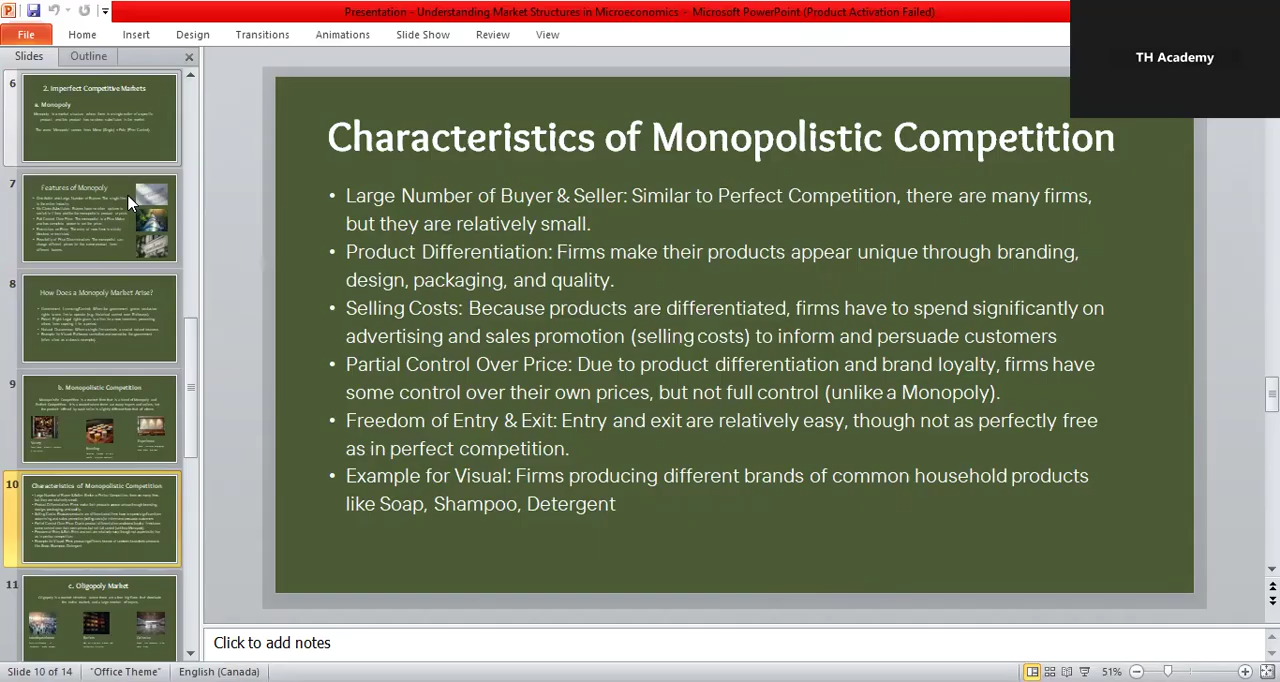 Presentation - Understanding Market Structures in Microeconomics - Microsoft PowerPoint (Product Activation Failed)
File Home Insert Design Transitions Animations Slide Show Review View
TH Academy
Slides Outline
6
2. Imperfect Competitive Markets
a. Monopoly
7
Features of Monopoly
8
How Does a Monopoly Market Arise?
9
b. Monopolistic Competition
10
Characteristics of Monopolistic Competition
11
c. Oligopoly Market
Characteristics of Monopolistic Competition
• Large Number of Buyer & Seller: Similar to Perfect Competition, there are many firms,
but they are relatively small.
• Product Differentiation: Firms make their products appear unique through branding,
design, packaging, and quality.
• Selling Costs: Because products are differentiated, firms have to spend significantly on
advertising and sales promotion (selling costs) to inform and persuade customers
• Partial Control Over Price: Due to product differentiation and brand loyalty, firms have
some control over their own prices, but not full control (unlike a Monopoly).
• Freedom of Entry & Exit: Entry and exit are relatively easy, though not as perfectly free
as in perfect competition.
• Example for Visual: Firms producing different brands of common household products
like Soap, Shampoo, Detergent
Click to add notes
Slide 10 of 14 "Office Theme" English (Canada) 51%